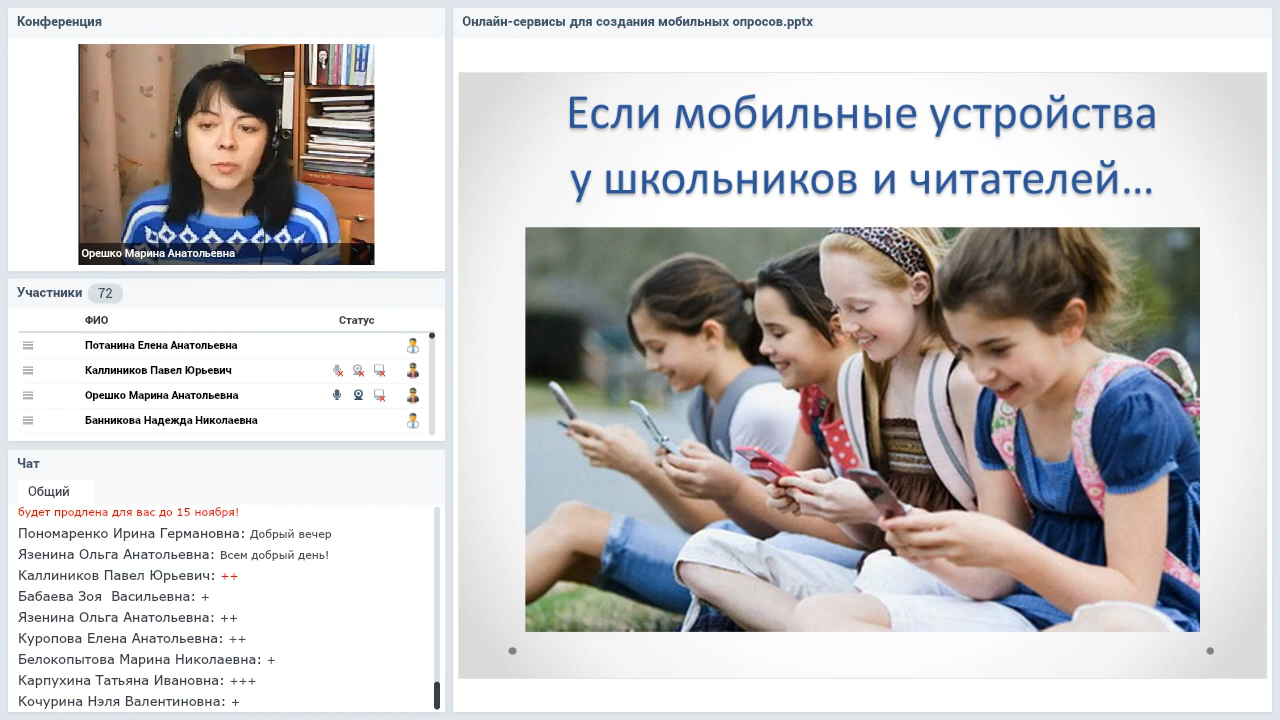 Конференция
Орешко Марина Анатольевна
Участники 72
ФИО Статус
Потанина Елена Анатольевна
Каллиников Павел Юрьевич
Орешко Марина Анатольевна
Банникова Надежда Николаевна
Чат
Общий
будет продлена для вас до 15 ноября!
Пономаренко Ирина Германовна: Добрый вечер
Язенина Ольга Анатольевна: Всем добрый день!
Каллиников Павел Юрьевич: ++
Бабаева Зоя Васильевна: +
Язенина Ольга Анатольевна: ++
Куропова Елена Анатольевна: ++
Белокопытова Марина Николаевна: +
Карпухина Татьяна Ивановна: +++
Кочурина Нэля Валентиновна: +
Онлайн-сервисы для создания мобильных опросов.pptx
Если мобильные устройства
у школьников и читателей...